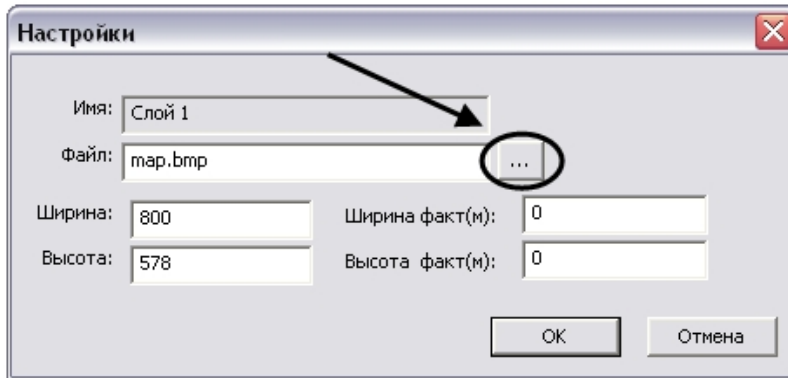 Настройки
Имя: Слой 1
Файл: map.bmp ...
Ширина: 800 Ширина факт(м): 0
Высота: 578 Высота факт(м): 0
OK Отмена